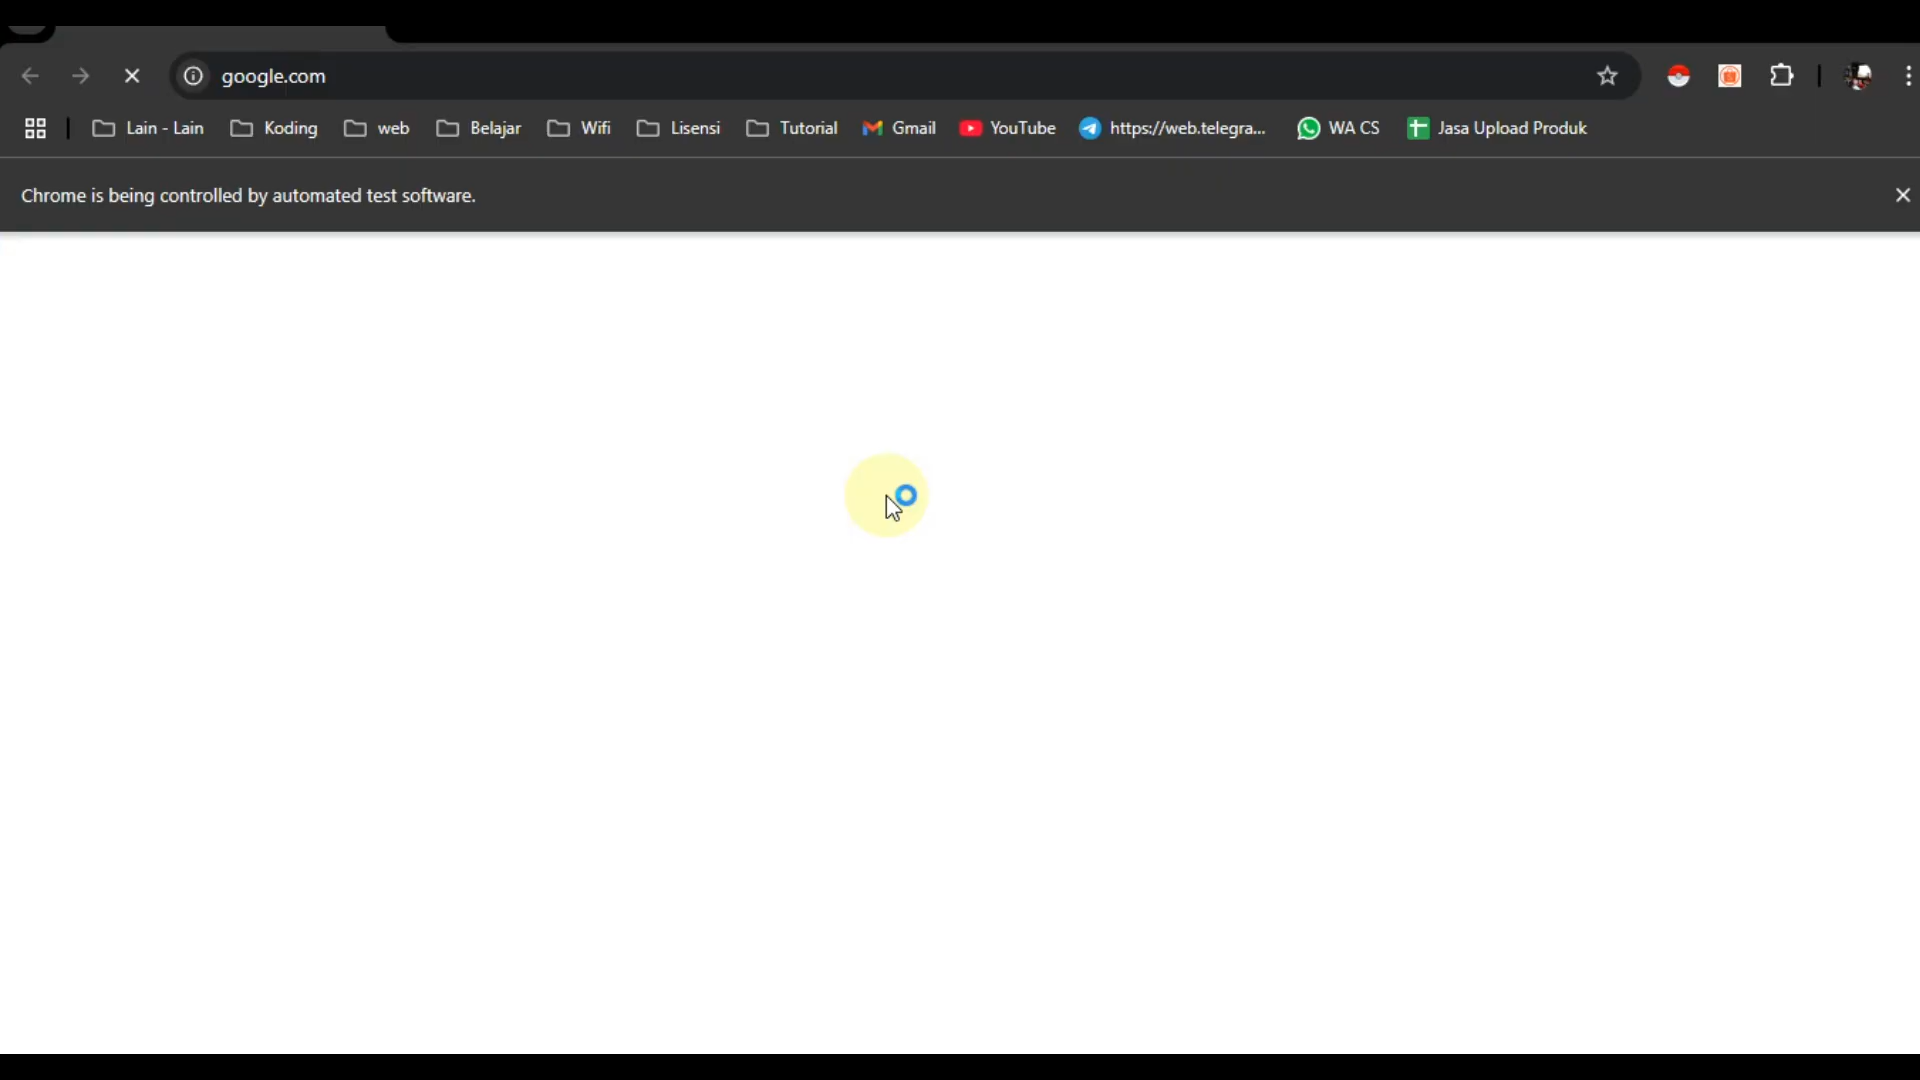 google.com
Lain - Lain Koding web Belajar Wifi Lisensi Tutorial Gmail YouTube https://web.telegra... WA CS Jasa Upload Produk
Chrome is being controlled by automated test software.